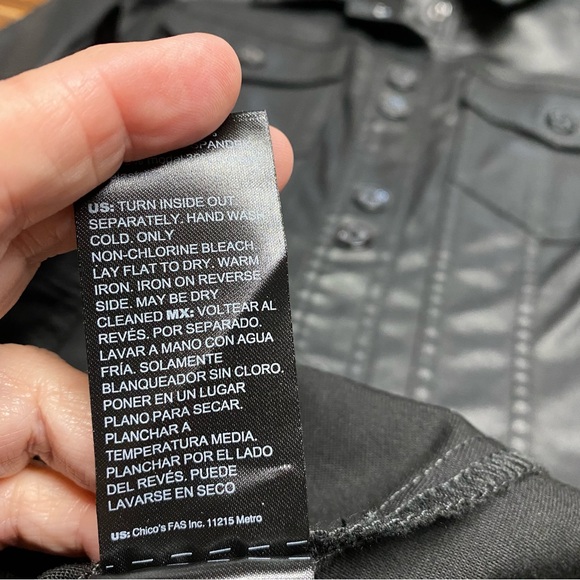 US: TURN INSIDE OUT
SEPARATELY. HAND WASH
COLD. ONLY
NON-CHLORINE BLEACH.
LAY FLAT TO DRY. WARM
IRON. IRON ON REVERSE
SIDE. MAY BE DRY
CLEANED MX: VOLTEAR AL
REVÉS. POR SEPARADO.
LAVAR A MANO CON AGUA
FRÍA. SOLAMENTE
BLANQUEADOR SIN CLORO.
PONER EN UN LUGAR
PLANO PARA SECAR.
PLANCHAR A
TEMPERATURA MEDIA.
PLANCHAR POR EL LADO
DEL REVÉS. PUEDE
LAVARSE EN SECO
US: Chico's FAS Inc. 11215 Metro